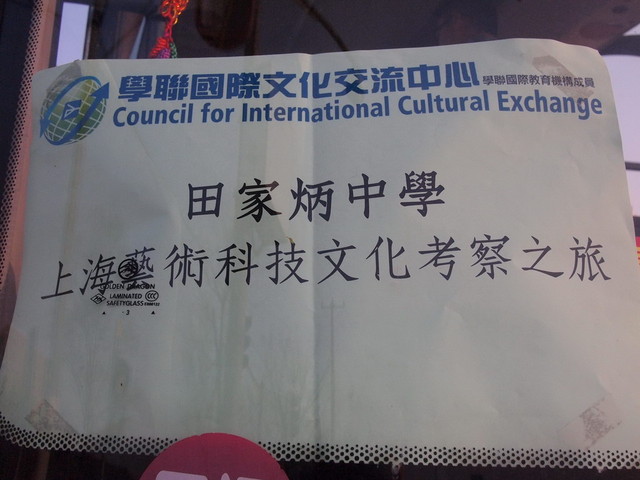 學聯國際文化交流中心 學聯國際教育機構成員
Council for International Cultural Exchange
田家炳中學
上海藝術科技文化考察之旅
GOLDEN DRAGON
LAMINATED CCC
SAFETYGLASS
3